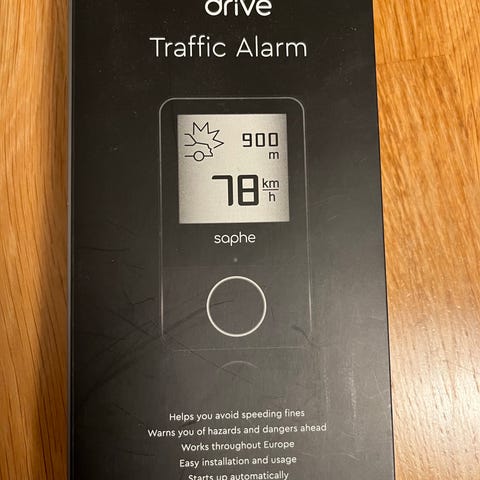 drive
Traffic Alarm
900
m
78 km/h
saphe
Helps you avoid speeding fines
Warns you of hazards and dangers ahead
Works throughout Europe
Easy installation and usage
Starts up automatically